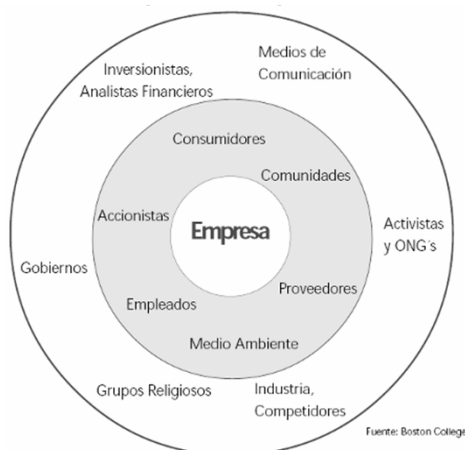 Medios de
Comunicación
Inversionistas,
Analistas Financieros
Consumidores
Comunidades
Accionistas
Empresa
Activistas
y ONG´s
Gobiernos
Proveedores
Empleados
Medio Ambiente
Grupos Religiosos
Industria,
Competidores
Fuente: Boston College